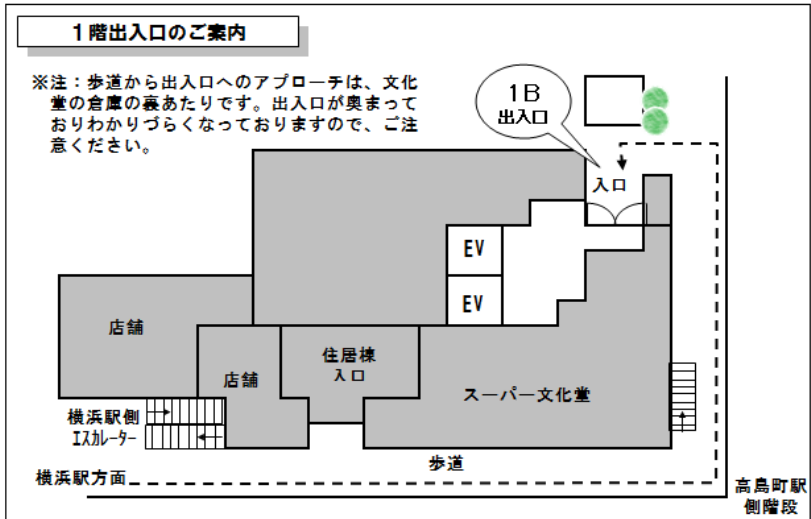 １階出入口のご案内
※注：歩道から出入口へのアプローチは、文化
堂の倉庫の裏あたりです。出入口が奥まって
おりわかりづらくなっておりますので、ご注
意ください。
１Ｂ
出入口
入口
EV
EV
店舗
店舗
住居棟
入口
スーパー文化堂
横浜駅側
ｴｽｶﾚｰﾀｰ
歩道
横浜駅方面
高島町駅
側階段